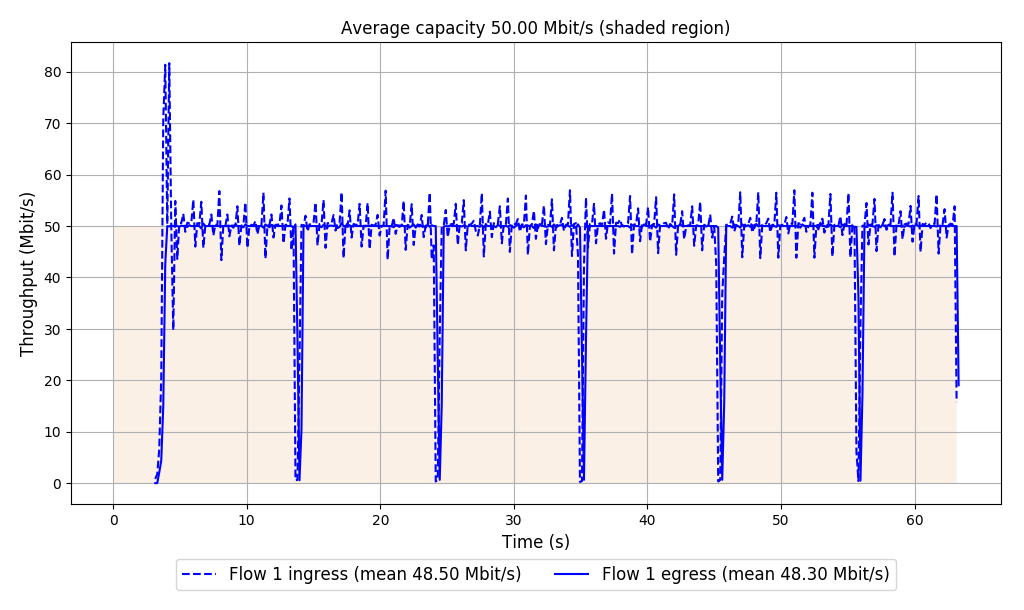 Average capacity 50.00 Mbit/s (shaded region)
Throughput (Mbit/s)
80
70
60
50
40
30
20
10
0
0 10 20 30 40 50 60
Time (s)
Flow 1 ingress (mean 48.50 Mbit/s) Flow 1 egress (mean 48.30 Mbit/s)